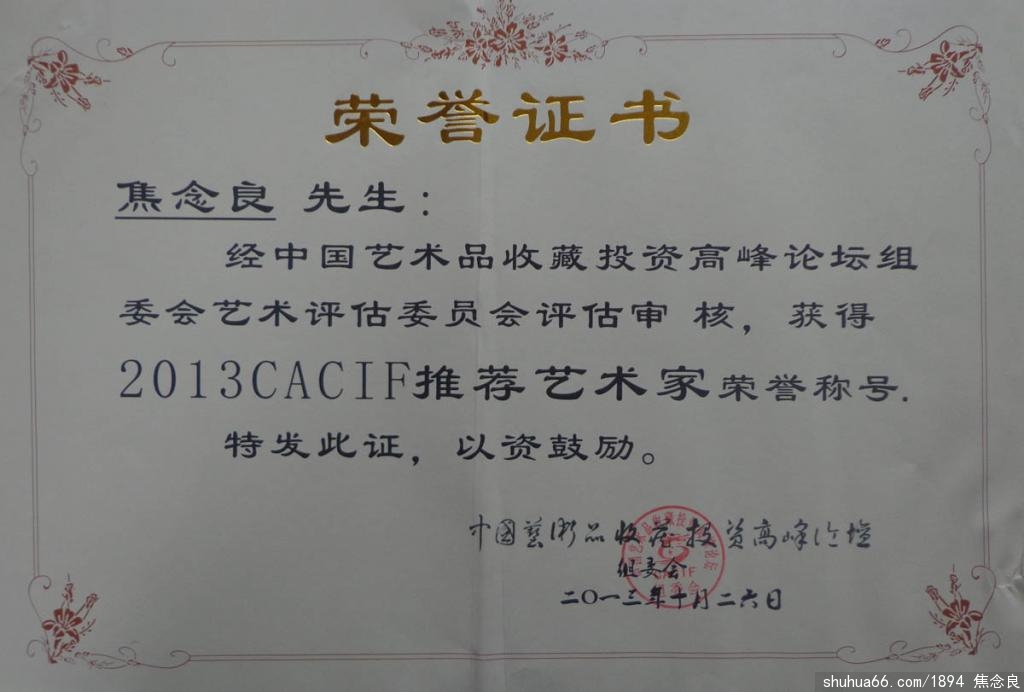 荣誉证书
焦念良 先生：
经中国艺术品收藏投资高峰论坛组
委会艺术评估委员会评估审 核，获得
2013CACIF推荐艺术家荣誉称号.
特发此证，以资鼓励。
中國藝術品收藏投资高峰论壇
组委会
二〇一三年十月二六日
shuhua66.com/1894 焦念良